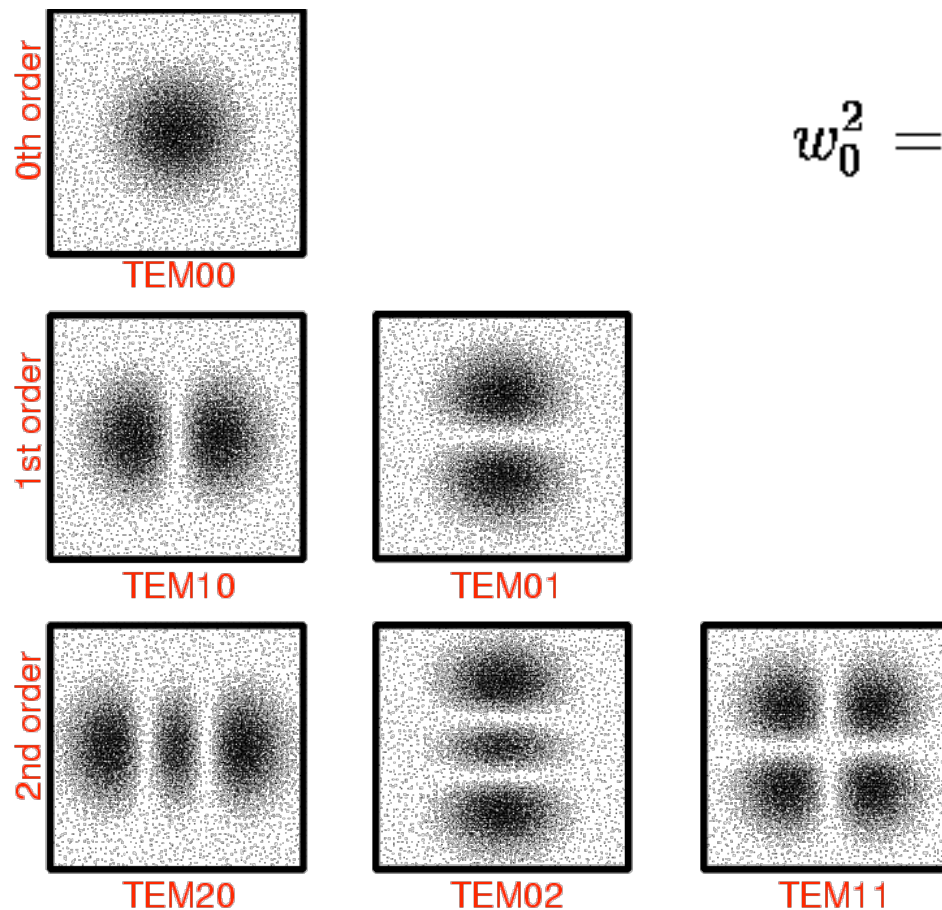 0th order
w_0^2 =
TEM00
1st order
TEM10 TEM01
2nd order
TEM20 TEM02 TEM11